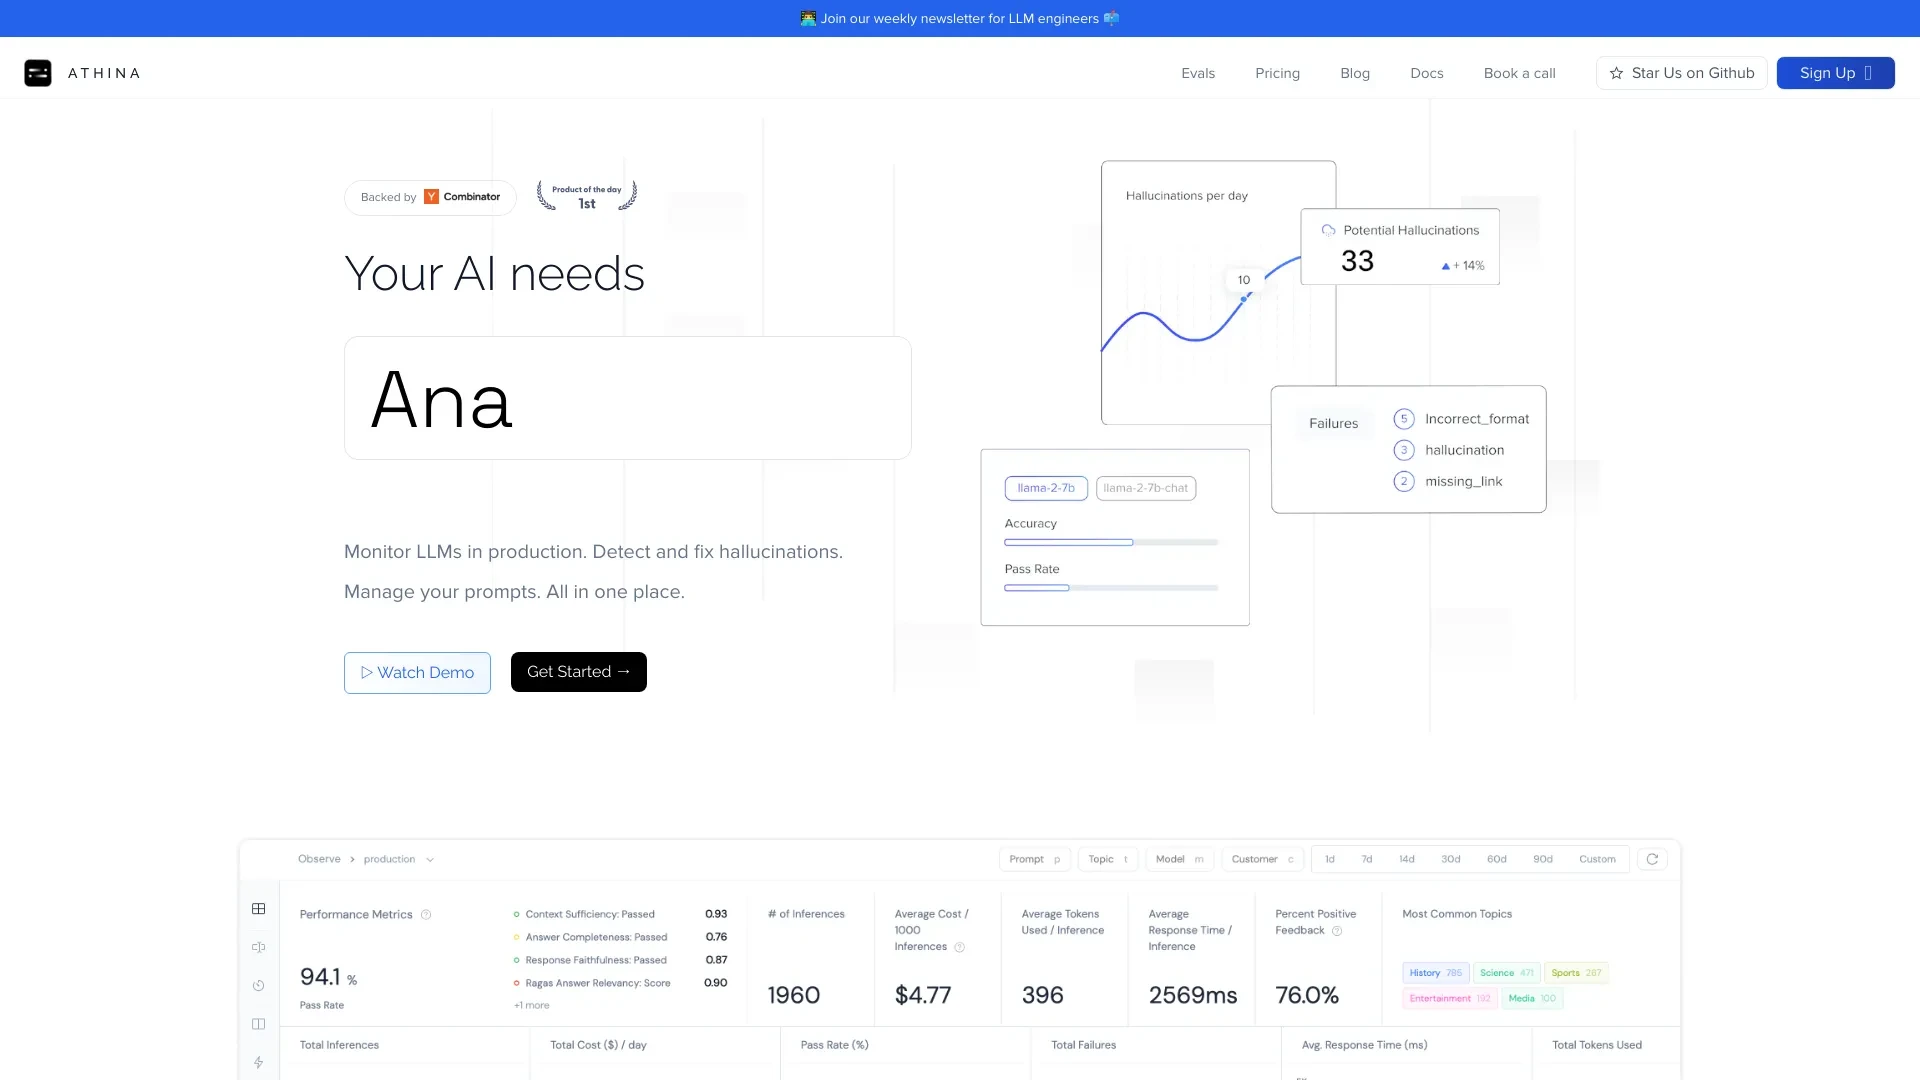 👨‍💻 Join our weekly newsletter for LLM engineers 📫
ATHINA
Evals
Pricing
Blog
Docs
Book a call
Star Us on Github
Sign Up
Backed by Y Combinator
Product of the day
1st
Your AI needs
Ana
Monitor LLMs in production. Detect and fix hallucinations.
Manage your prompts. All in one place.
▷ Watch Demo
Get Started →
Hallucinations per day
10
Potential Hallucinations
33
+ 14%
Failures
5 Incorrect_format
3 hallucination
2 missing_link
llama-2-7b
llama-2-7b-chat
Accuracy
Pass Rate
Observe > production
Prompt p
Topic t
Model m
Customer c
1d
7d
14d
30d
60d
90d
Custom
Performance Metrics
94.1 %
Pass Rate
Context Sufficiency: Passed 0.93
Answer Completeness: Passed 0.76
Response Faithfulness: Passed 0.87
Ragas Answer Relevancy: Score 0.90
+1 more
# of Inferences
1960
Average Cost /
1000
Inferences
$4.77
Average Tokens
Used / Inference
396
Average
Response Time /
Inference
2569ms
Percent Positive
Feedback
76.0%
Most Common Topics
History 785
Science 471
Sports 287
Entertainment 192
Media 100
Total Inferences
Total Cost ($) / day
Pass Rate (%)
Total Failures
Avg. Response Time (ms)
Total Tokens Used